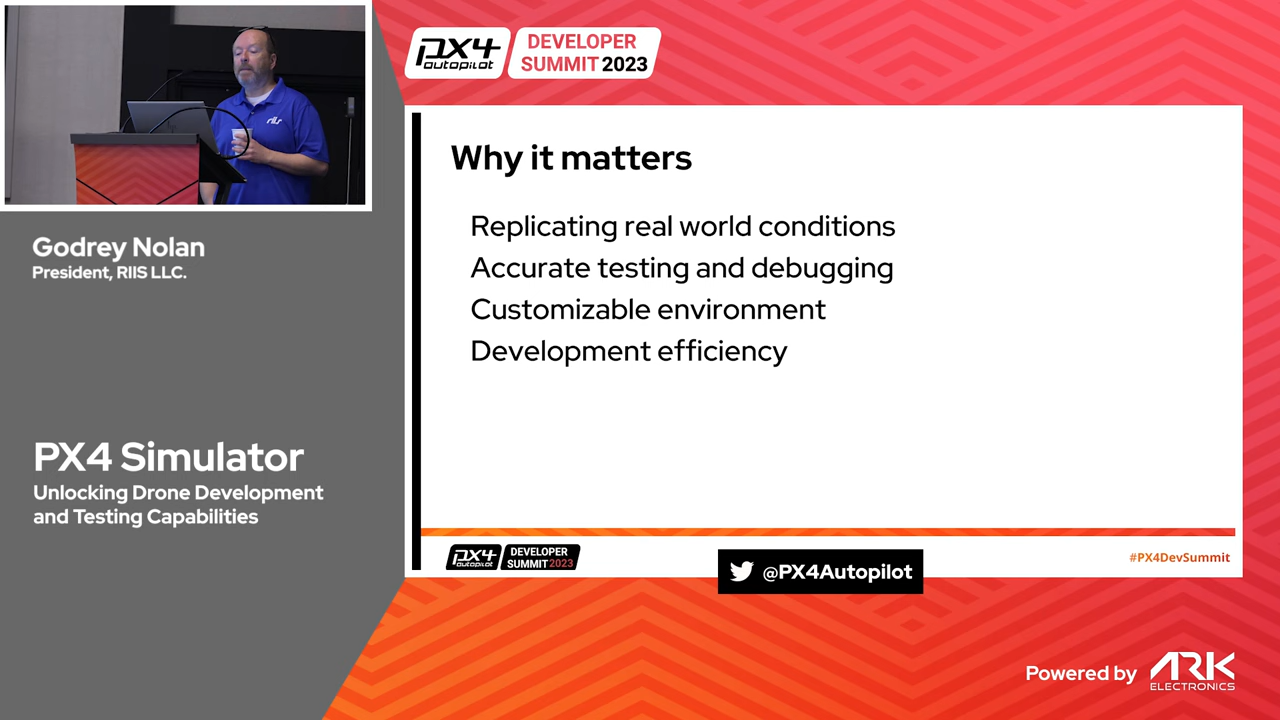 PX4
autopilot
DEVELOPER
SUMMIT 2023
riis
Godrey Nolan
President, RIIS LLC.
PX4 Simulator
Unlocking Drone Development
and Testing Capabilities
Why it matters
Replicating real world conditions
Accurate testing and debugging
Customizable environment
Development efficiency
PX4
autopilot
DEVELOPER
SUMMIT 2023
@PX4Autopilot
#PX4DevSummit
Powered by
ARK
ELECTRONICS